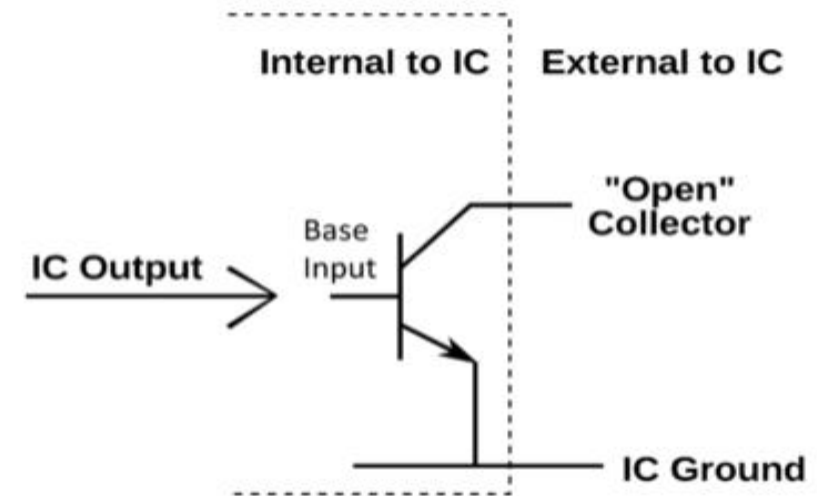 Internal to IC
External to IC
"Open"
Collector
Base
Input
IC Output
IC Ground